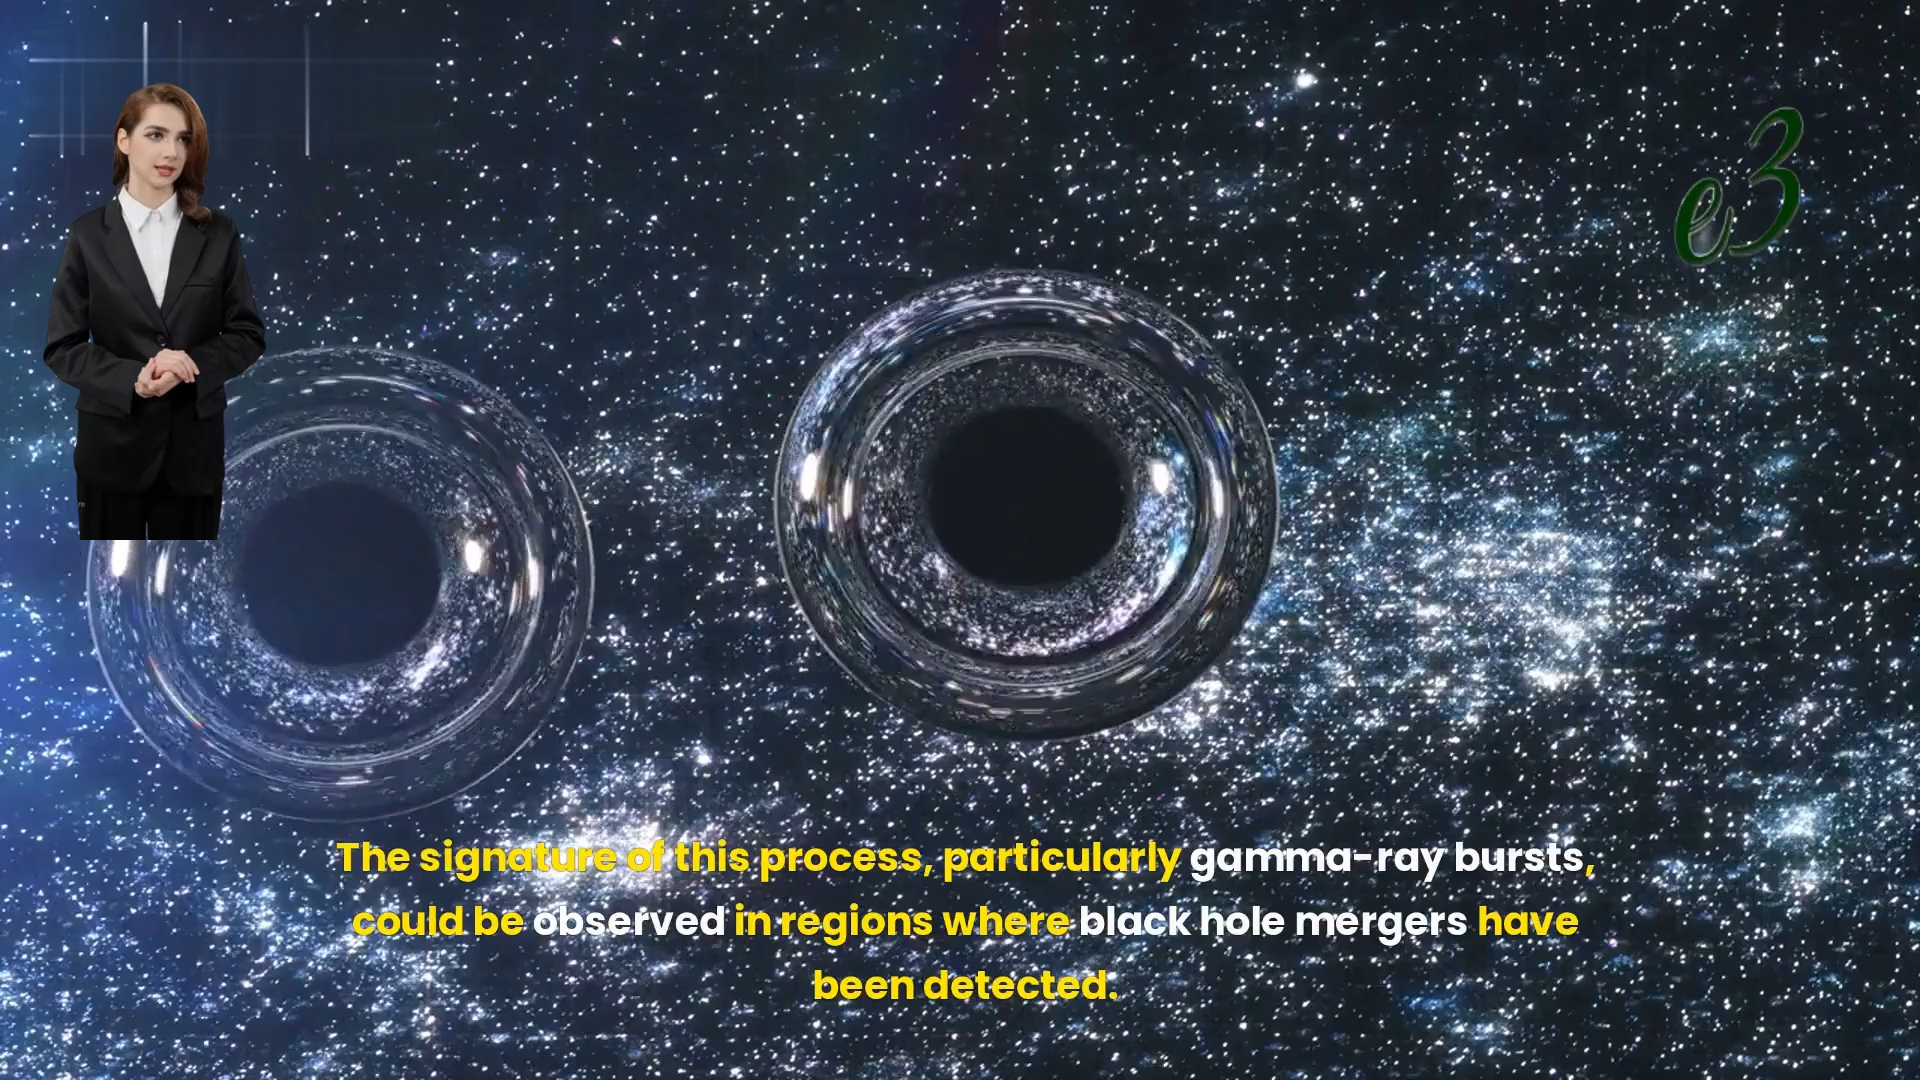 e3
The signature of this process, particularly gamma-ray bursts,
could be observed in regions where black hole mergers have
been detected.